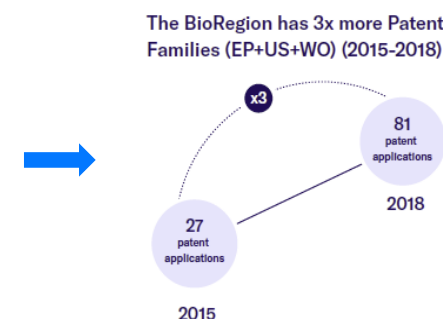 The BioRegion has 3x more Patent
Families (EP+US+WO) (2015-2018)
x3
81
patent
applications
2018
27
patent
applications
2015